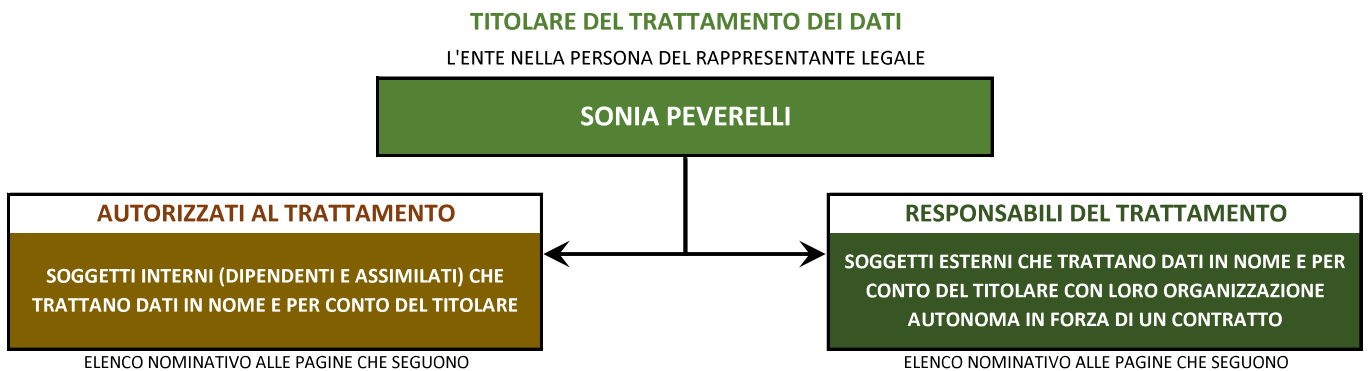 TITOLARE DEL TRATTAMENTO DEI DATI
L'ENTE NELLA PERSONA DEL RAPPRESENTANTE LEGALE
SONIA PEVERELLI
AUTORIZZATI AL TRATTAMENTO
SOGGETTI INTERNI (DIPENDENTI E ASSIMILATI) CHE
TRATTANO DATI IN NOME E PER CONTO DEL TITOLARE
ELENCO NOMINATIVO ALLE PAGINE CHE SEGUONO
RESPONSABILI DEL TRATTAMENTO
SOGGETTI ESTERNI CHE TRATTANO DATI IN NOME E PER
CONTO DEL TITOLARE CON LORO ORGANIZZAZIONE
AUTONOMA IN FORZA DI UN CONTRATTO
ELENCO NOMINATIVO ALLE PAGINE CHE SEGUONO